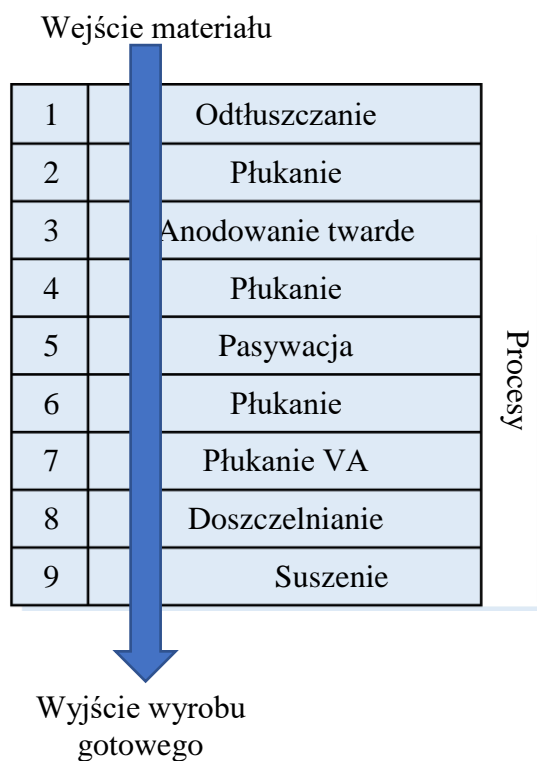 Wejście materiału
1 Odtłuszczanie
2 Płukanie
3 Anodowanie twarde
4 Płukanie
5 Pasywacja
6 Płukanie
7 Płukanie VA
8 Doszczelnianie
9 Suszenie
Procesy
Wyjście wyrobu
gotowego